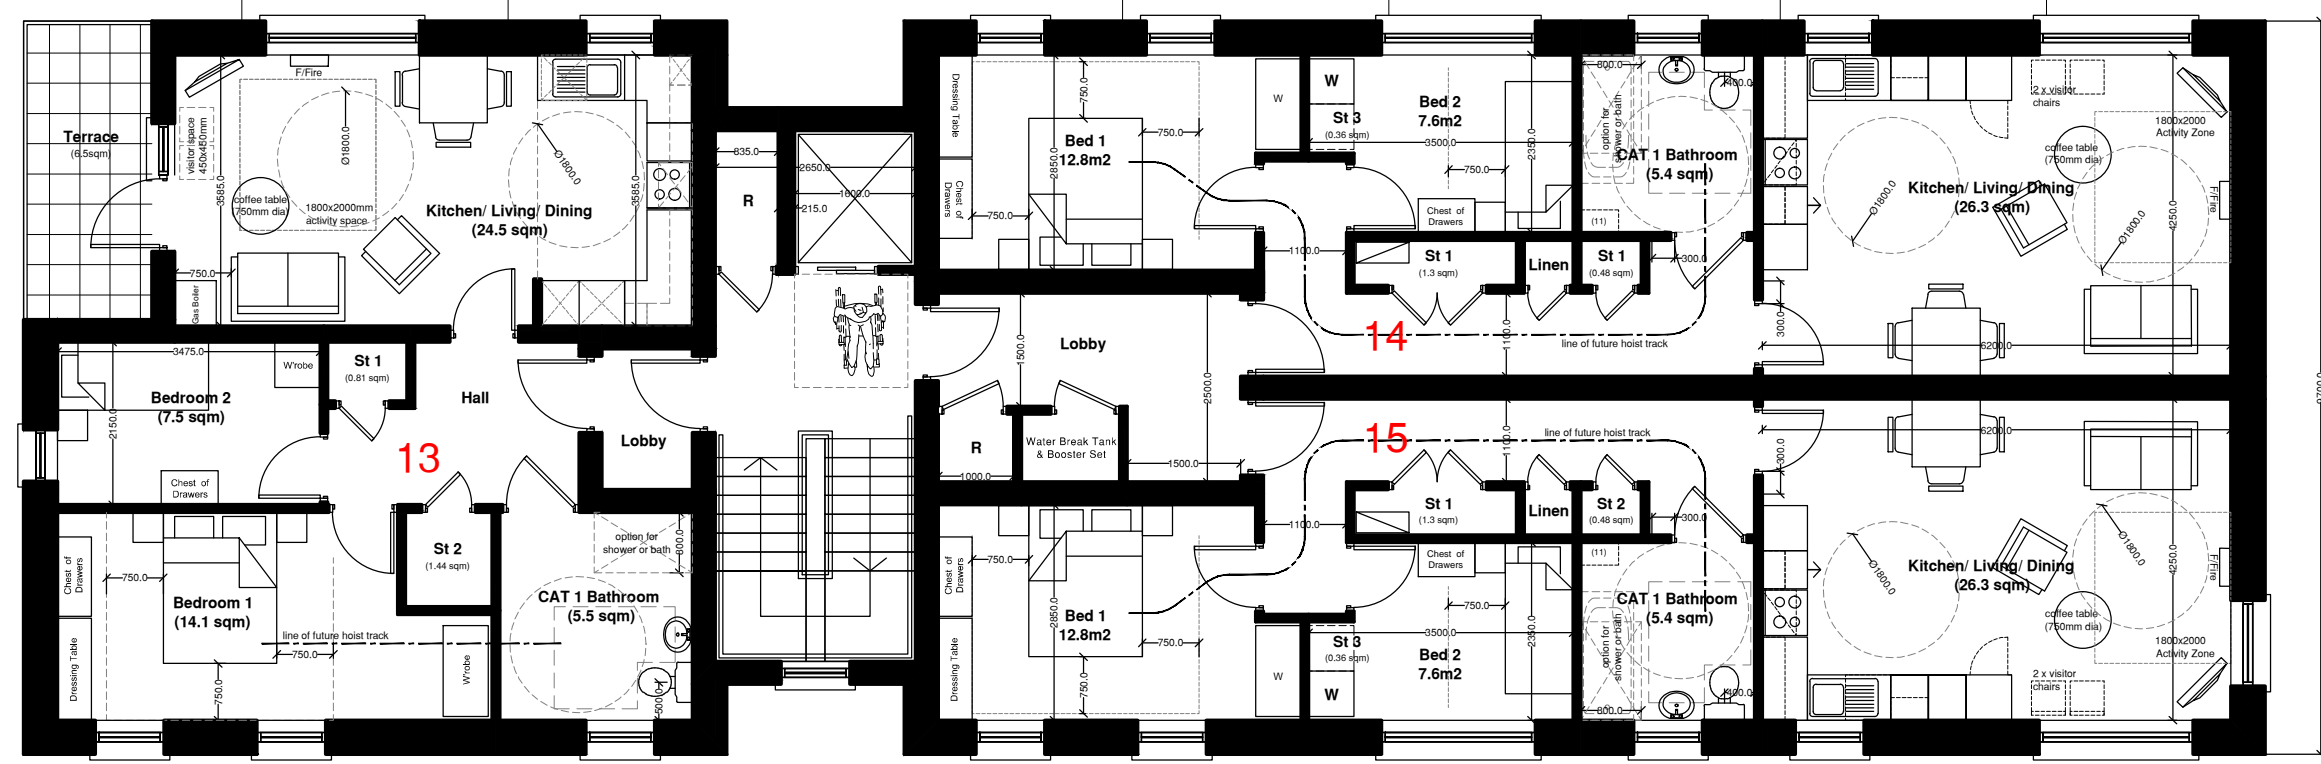 Terrace
(6.5sqm)
F/Fire
visitor space
450x450mm
Ø1800.0
3585.0
coffee table
750mm dia)
1800x2000mm
activity space
Kitchen/ Living/ Dining
(24.5 sqm)
Ø1800.0
3585.0
750.0
Gas Boiler
835.0
R
2650.0
1600.0
215.0
3475.0
W'robe
St 1
(0.81 sqm)
Bedroom 2
(7.5 sqm)
2150.0
Chest of
Drawers
Hall
13
Lobby
Chest of
Drawers
Dressing Table
750.0
Bedroom 1
(14.1 sqm)
line of future hoist track
750.0
750.0
W'robe
St 2
(1.44 sqm)
option for
shower or bath
800.0
CAT 1 Bathroom
(5.5 sqm)
500
Dressing Table
Chest of
Drawers
750.0
750.0
Bed 1
12.8m2
2850.0
750.0
W
W
St 3
(0.36 sqm)
Bed 2
7.6m2
3500.0
2350.0
750.0
Chest of
Drawers
800.0
option for
shower or bath
400.0
CAT 1 Bathroom
(5.4 sqm)
(11)
1100.0
St 1
(1.3 sqm)
Linen
St 1
(0.48 sqm)
300.0
2 x visitor
chairs
1800x2000
Activity Zone
coffee table
(750mm dia)
Kitchen/ Living/ Dining
(26.3 sqm)
Ø1800.0
Ø1800.0
4250.0
F/Fire
300.0
6200.0
14
1100.0
line of future hoist track
Lobby
1500.0
2500.0
R
1000.0
Water Break Tank
& Booster Set
1500.0
15
1100.0
line of future hoist track
6200.0
300.0
St 1
(1.3 sqm)
Linen
St 2
(0.48 sqm)
300.0
1100.0
Chest of
Drawers
Dressing Table
750.0
Bed 1
12.8m2
2850.0
750.0
750.0
W
Chest of
Drawers
750.0
3500.0
2350.0
St 3
(0.36 sqm)
W
Bed 2
7.6m2
(11)
option for
shower or bath
CAT 1 Bathroom
(5.4 sqm)
800.0
400.0
Ø1800.0
Ø1800.0
4250.0
F/Fire
Kitchen/ Living/ Dining
(26.3 sqm)
coffee table
(750mm dia)
1800x2000
Activity Zone
2 x visitor
chairs